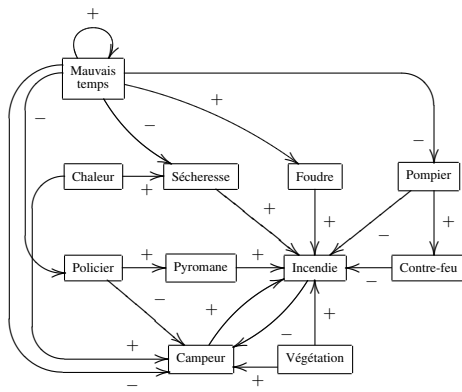 +
Mauvais
temps
+
−
−
−
Chaleur
+
Sécheresse
Foudre
Pompier
+
+
−
+
Policier
+
Pyromane
+
Incendie
−
Contre-feu
−
+
−
+
+
−
Campeur
+
Végétation